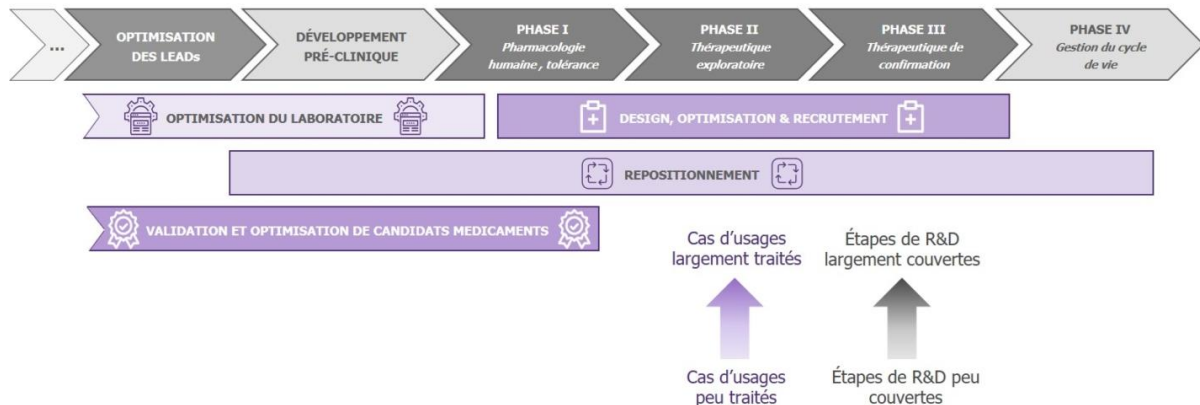 ...
OPTIMISATION
DES LEADs
DÉVELOPPEMENT
PRÉ-CLINIQUE
PHASE I
Pharmacologie
humaine , tolérance
PHASE II
Thérapeutique
exploratoire
PHASE III
Thérapeutique de
confirmation
PHASE IV
Gestion du cycle
de vie
OPTIMISATION DU LABORATOIRE
DESIGN, OPTIMISATION & RECRUTEMENT
REPOSITIONNEMENT
VALIDATION ET OPTIMISATION DE CANDIDATS MEDICAMENTS
Cas d'usages
largement traités
Étapes de R&D
largement couvertes
Cas d'usages
peu traités
Étapes de R&D peu
couvertes